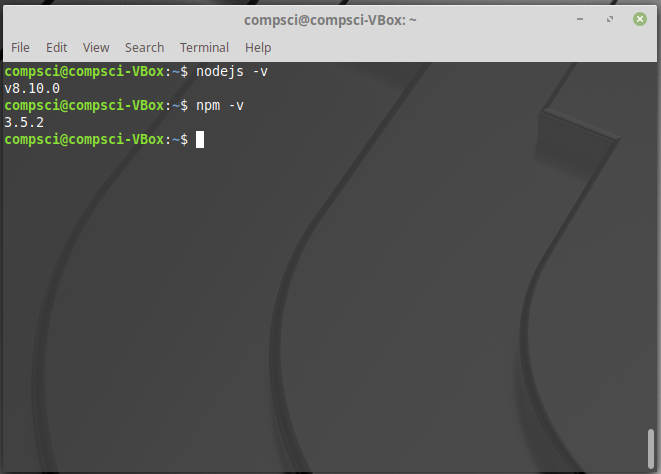 compsci@compsci-VBox: ~
File Edit View Search Terminal Help
compsci@compsci-VBox:~$ nodejs -v
v8.10.0
compsci@compsci-VBox:~$ npm -v
3.5.2
compsci@compsci-VBox:~$